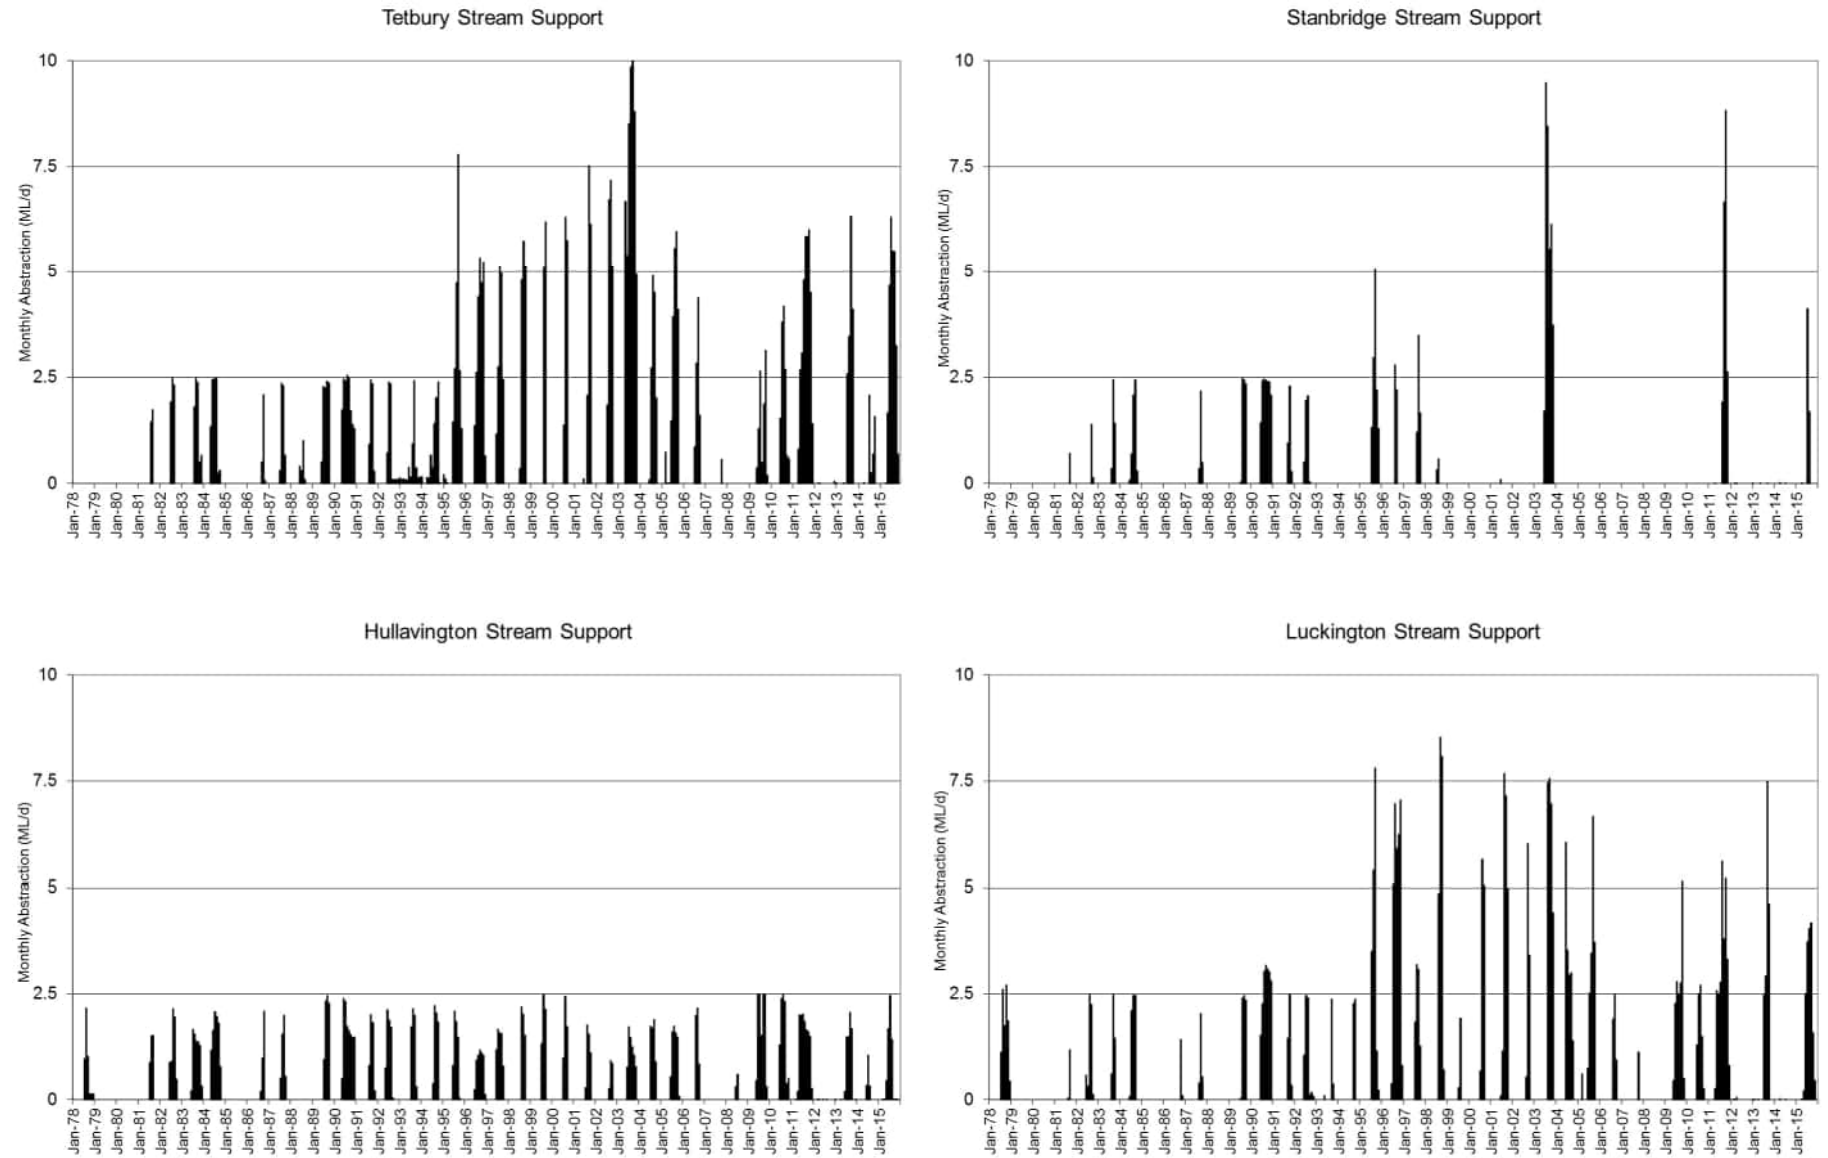 Tetbury Stream Support
10
7.5
5
2.5
0
Monthly Abstraction (ML/d)
Jan-78
Jan-79
Jan-80
Jan-81
Jan-82
Jan-83
Jan-84
Jan-85
Jan-86
Jan-87
Jan-88
Jan-89
Jan-90
Jan-91
Jan-92
Jan-93
Jan-94
Jan-95
Jan-96
Jan-97
Jan-98
Jan-99
Jan-00
Jan-01
Jan-02
Jan-03
Jan-04
Jan-05
Jan-06
Jan-07
Jan-08
Jan-09
Jan-10
Jan-11
Jan-12
Jan-13
Jan-14
Jan-15
Stanbridge Stream Support
10
7.5
5
2.5
0
Monthly Abstraction (ML/d)
Jan-78
Jan-79
Jan-80
Jan-81
Jan-82
Jan-83
Jan-84
Jan-85
Jan-86
Jan-87
Jan-88
Jan-89
Jan-90
Jan-91
Jan-92
Jan-93
Jan-94
Jan-95
Jan-96
Jan-97
Jan-98
Jan-99
Jan-00
Jan-01
Jan-02
Jan-03
Jan-04
Jan-05
Jan-06
Jan-07
Jan-08
Jan-09
Jan-10
Jan-11
Jan-12
Jan-13
Jan-14
Jan-15
Hullavington Stream Support
10
7.5
5
2.5
0
Monthly Abstraction (ML/d)
Jan-78
Jan-79
Jan-80
Jan-81
Jan-82
Jan-83
Jan-84
Jan-85
Jan-86
Jan-87
Jan-88
Jan-89
Jan-90
Jan-91
Jan-92
Jan-93
Jan-94
Jan-95
Jan-96
Jan-97
Jan-98
Jan-99
Jan-00
Jan-01
Jan-02
Jan-03
Jan-04
Jan-05
Jan-06
Jan-07
Jan-08
Jan-09
Jan-10
Jan-11
Jan-12
Jan-13
Jan-14
Jan-15
Luckington Stream Support
10
7.5
5
2.5
0
Monthly Abstraction (ML/d)
Jan-78
Jan-79
Jan-80
Jan-81
Jan-82
Jan-83
Jan-84
Jan-85
Jan-86
Jan-87
Jan-88
Jan-89
Jan-90
Jan-91
Jan-92
Jan-93
Jan-94
Jan-95
Jan-96
Jan-97
Jan-98
Jan-99
Jan-00
Jan-01
Jan-02
Jan-03
Jan-04
Jan-05
Jan-06
Jan-07
Jan-08
Jan-09
Jan-10
Jan-11
Jan-12
Jan-13
Jan-14
Jan-15